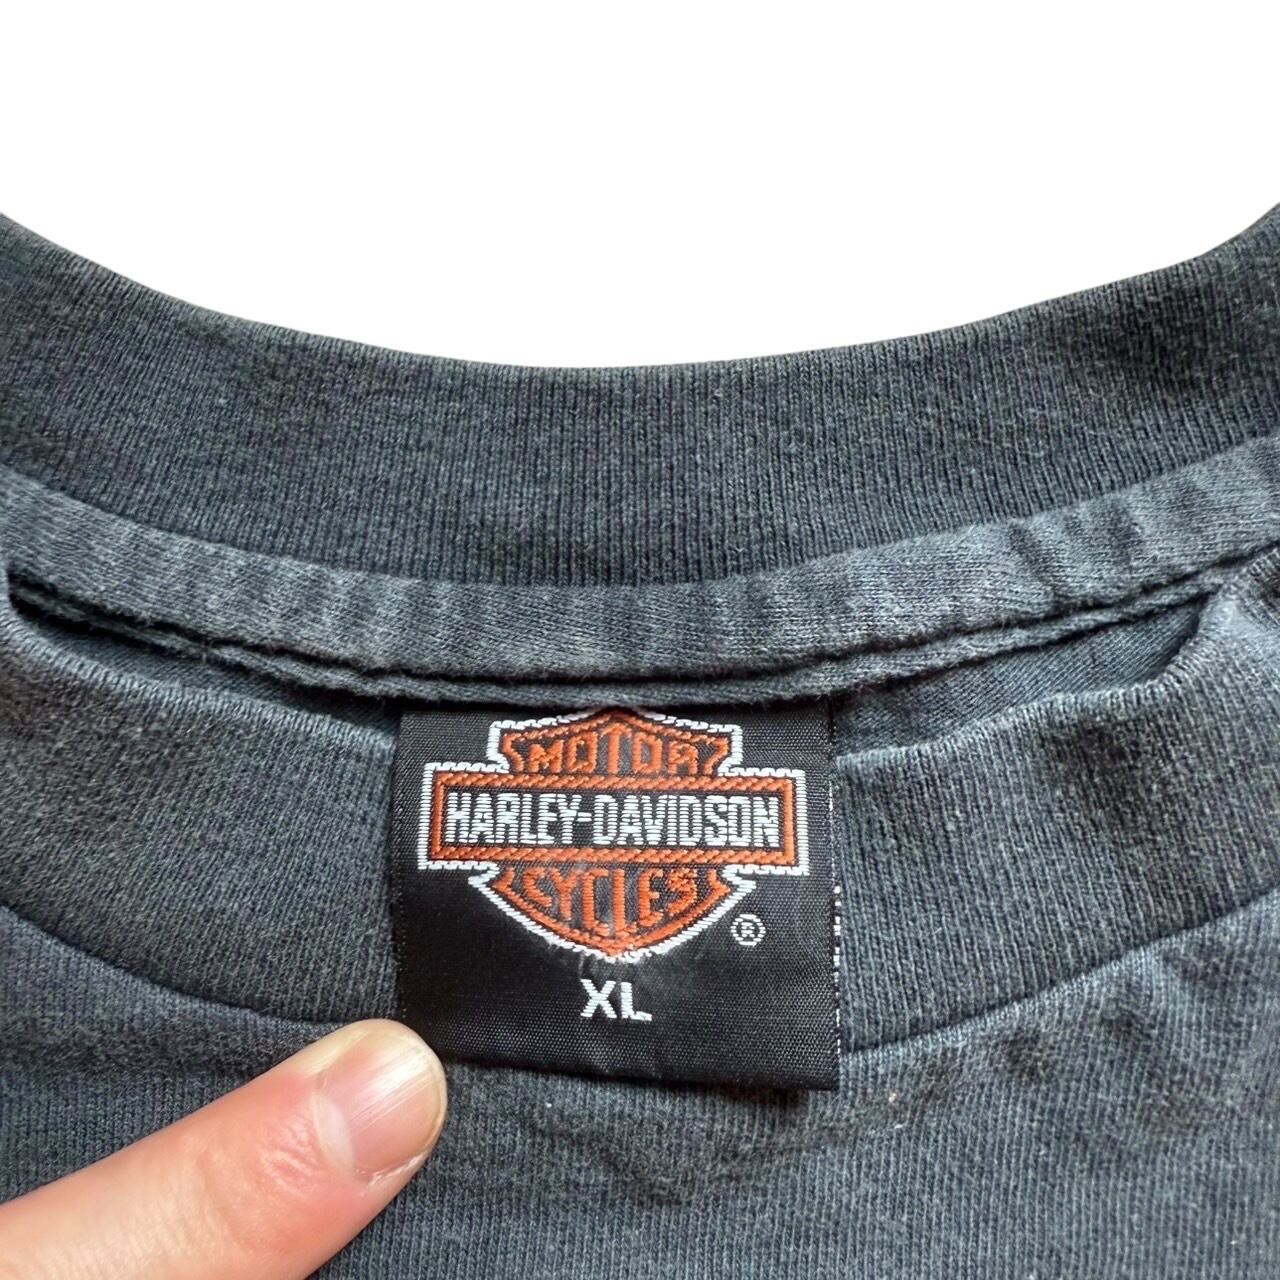 MOTOR
HARLEY-DAVIDSON
CYCLES
®
XL